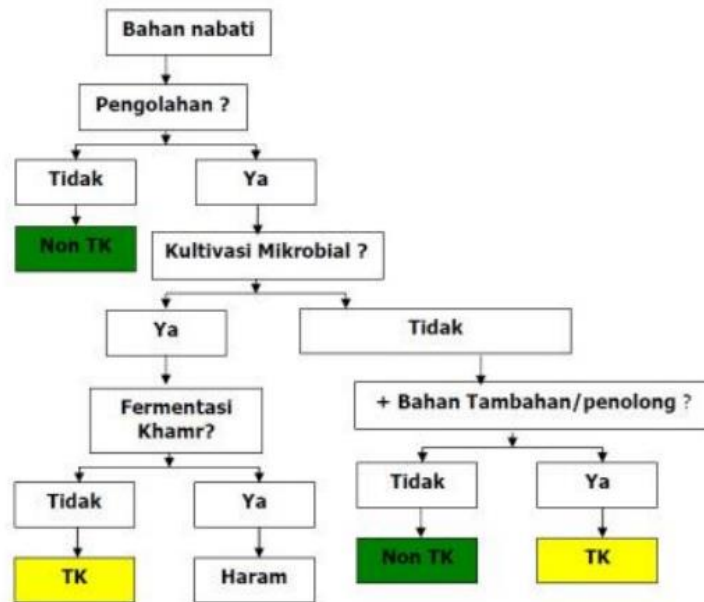 Bahan nabati
Pengolahan ?
Tidak
Ya
Non TK
Kultivasi Mikrobial ?
Ya
Tidak
Fermentasi
Khamr?
+ Bahan Tambahan/penolong ?
Tidak
Ya
Tidak
Ya
TK
Haram
Non TK
TK